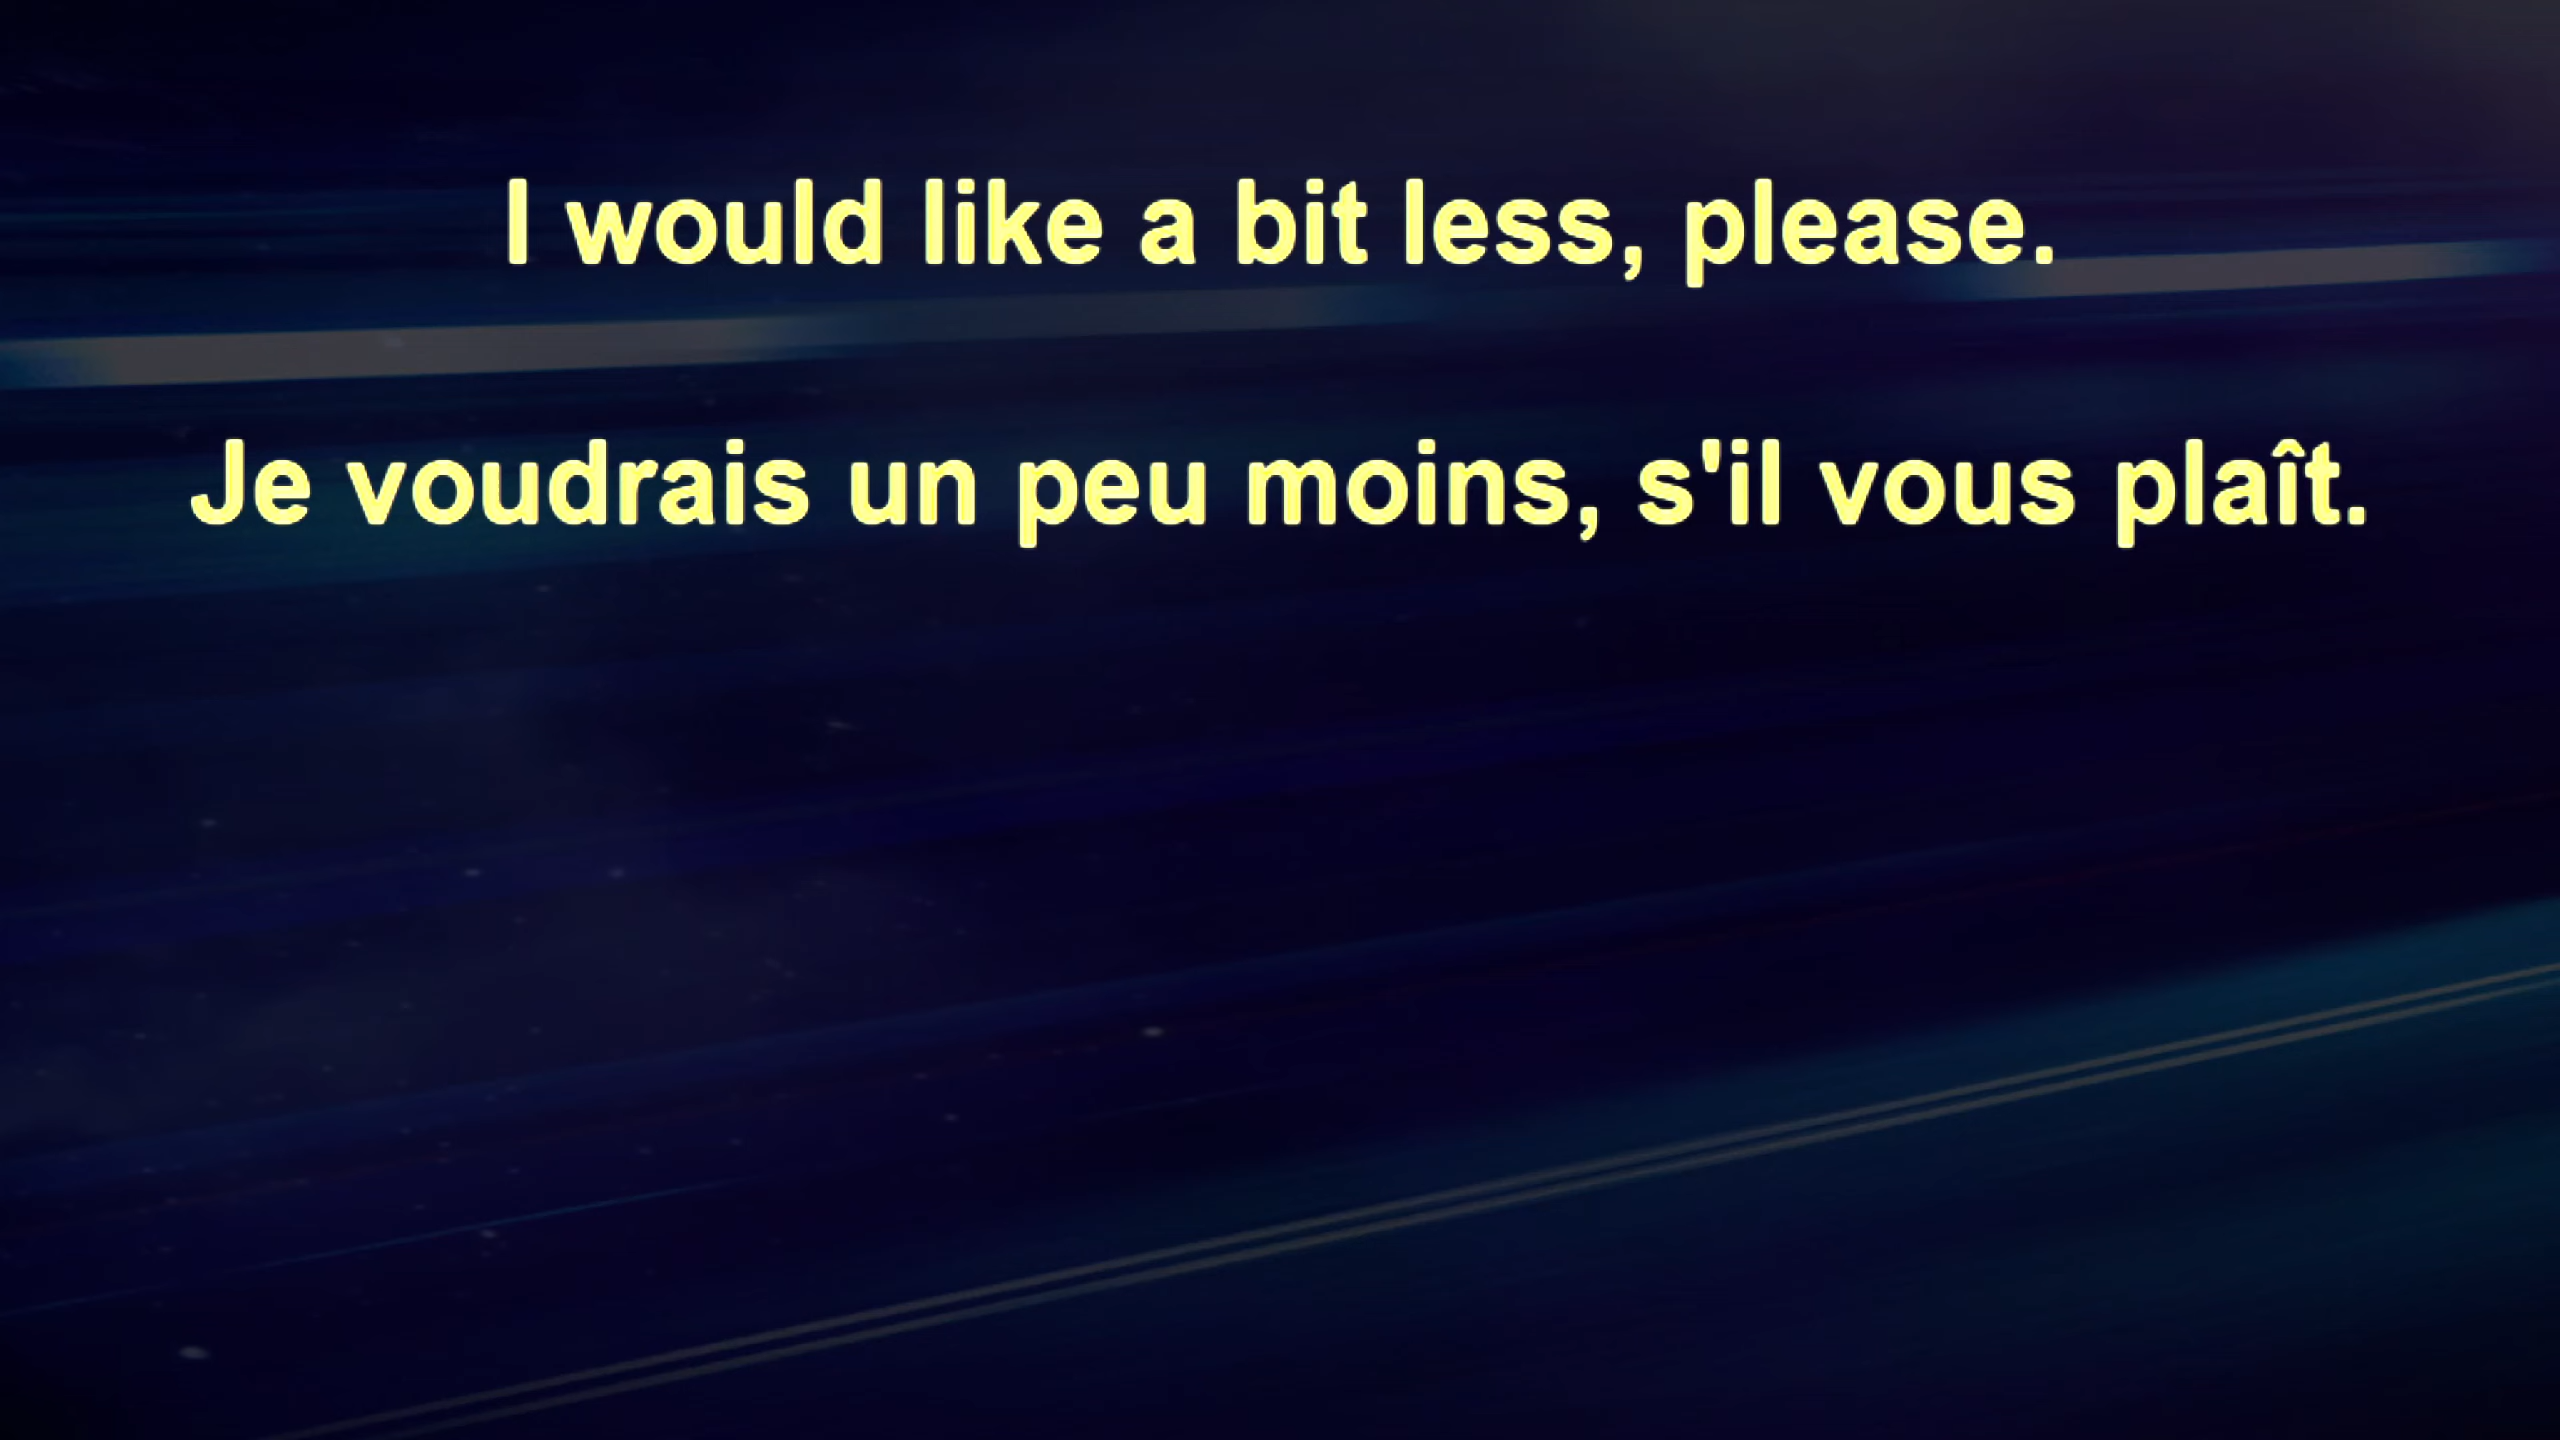 I would like a bit less, please.
Je voudrais un peu moins, s'il vous plaît.